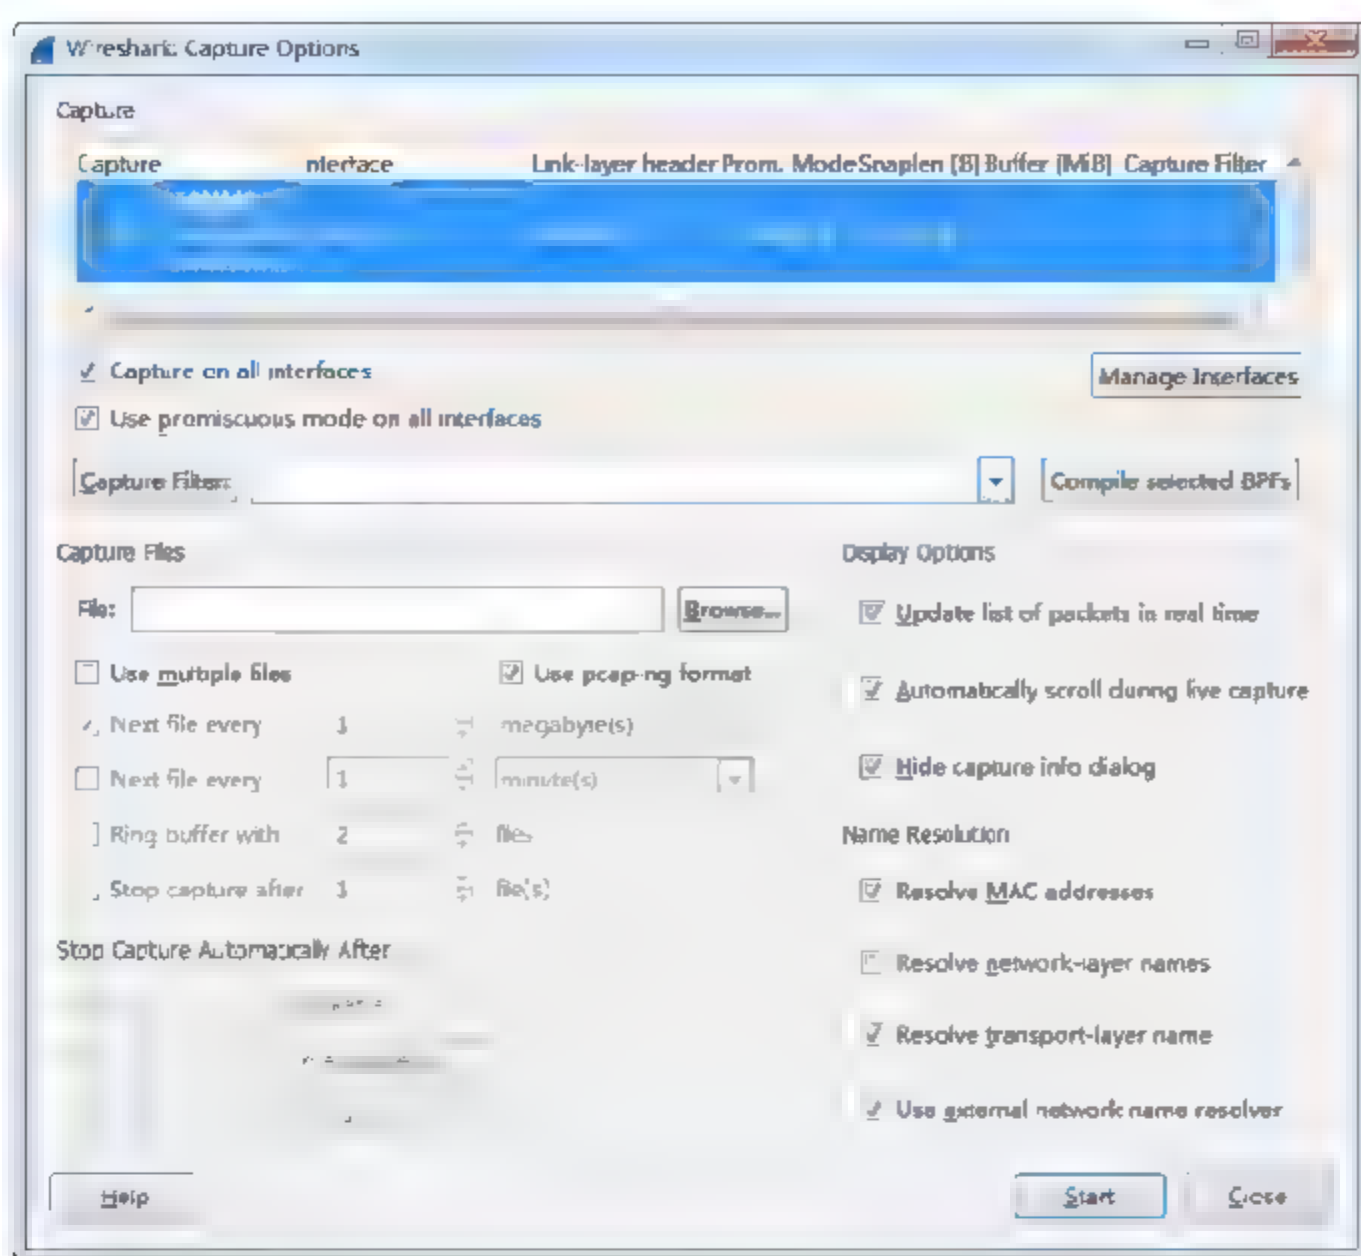 Wireshark: Capture Options
Capture
Capture Interface Link-layer header Prom. Mode Snaplen [B] Buffer [MiB] Capture Filter
Capture on all interfaces
Manage Interfaces
Use promiscuous mode on all interfaces
Capture Filter: Compile selected BPFs
Capture Files Display Options
File: Browse... Update list of packets in real time
Use multiple files Use pcap-ng format
Automatically scroll during live capture
Next file every 1 megabyte(s)
Next file every 1 minute(s) Hide capture info dialog
Ring buffer with 2 files Name Resolution
Stop capture after 1 file(s) Resolve MAC addresses
Stop Capture Automatically After
Resolve network-layer names
Resolve transport-layer name
Use external network name resolver
Help Start Close